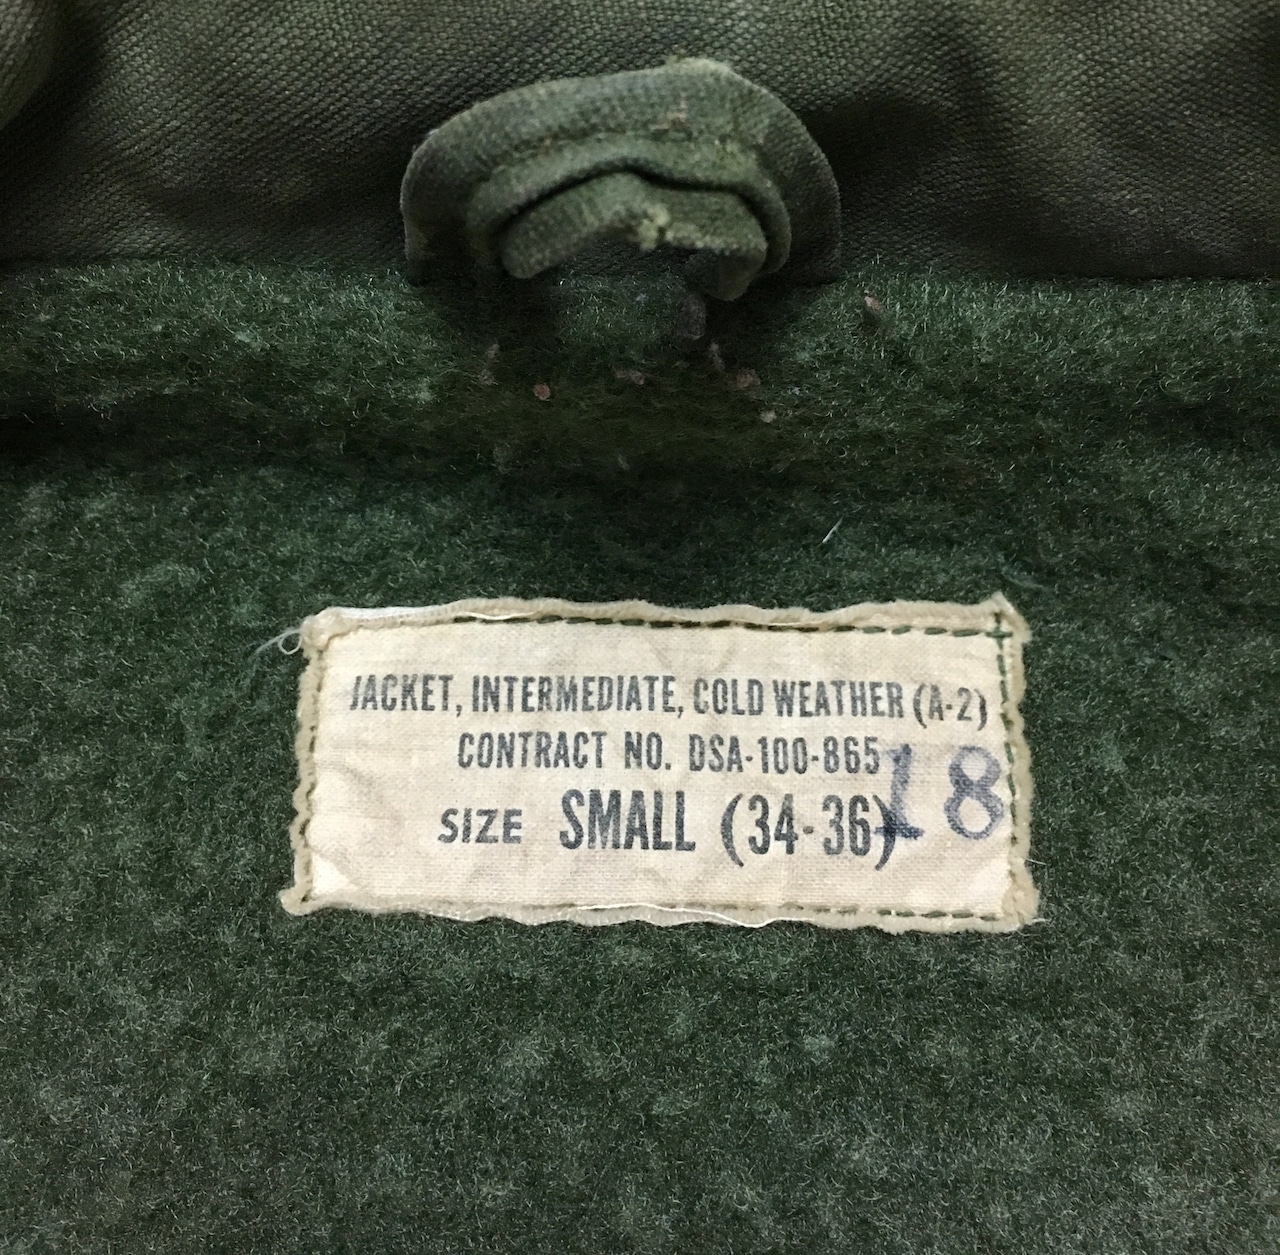 JACKET, INTERMEDIATE, COLD WEATHER (A-2)
CONTRACT NO. DSA-100-865
18
SIZE SMALL (34-36)